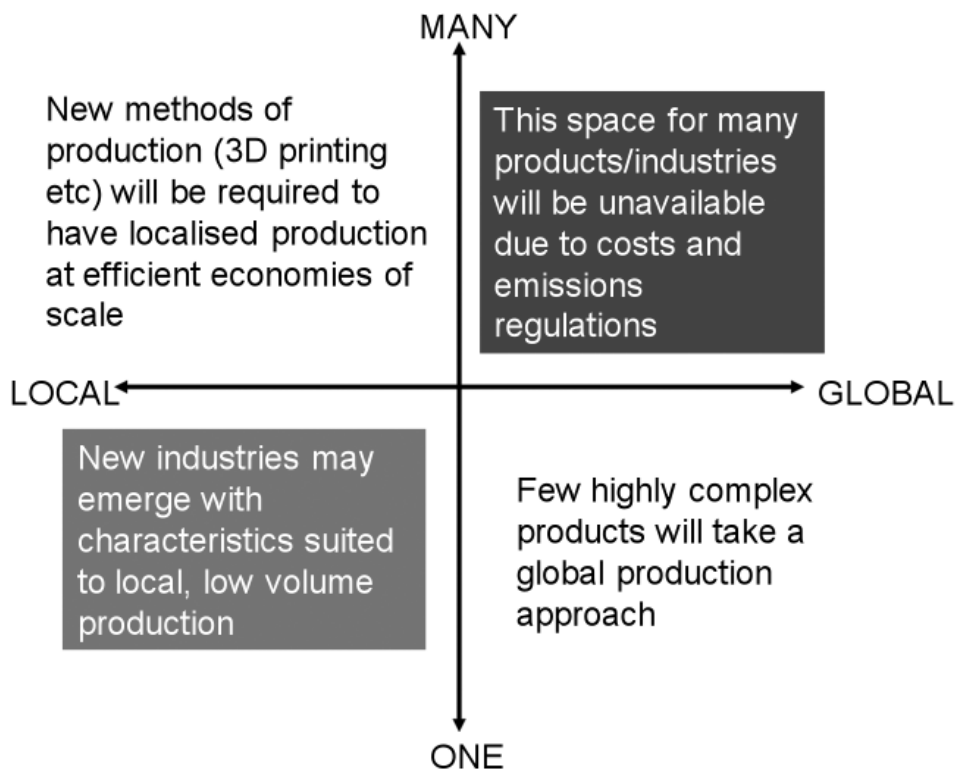 MANY
New methods of
production (3D printing
etc) will be required to
have localised production
at efficient economies of
scale
This space for many
products/industries
will be unavailable
due to costs and
emissions
regulations
LOCAL
GLOBAL
New industries may
emerge with
characteristics suited
to local, low volume
production
Few highly complex
products will take a
global production
approach
ONE